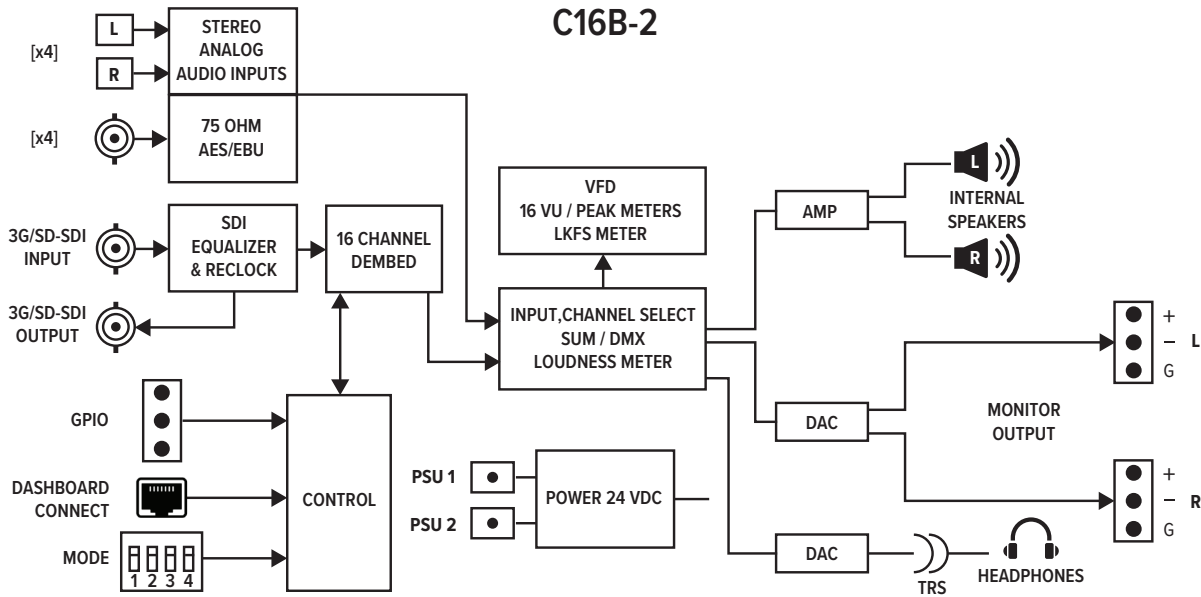 C16B-2
[x4]
L
R
STEREO
ANALOG
AUDIO INPUTS
[x4]
75 OHM
AES/EBU
3G/SD-SDI
INPUT
SDI
EQUALIZER
& RECLOCK
16 CHANNEL
DEMBED
3G/SD-SDI
OUTPUT
VFD
16 VU / PEAK METERS
LKFS METER
INPUT,CHANNEL SELECT
SUM / DMX
LOUDNESS METER
AMP
L
INTERNAL
SPEAKERS
R
+
–
G
L
DAC
MONITOR
OUTPUT
+
–
G
R
GPIO
DASHBOARD
CONNECT
MODE
1 2 3 4
CONTROL
PSU 1
PSU 2
POWER 24 VDC
DAC
TRS
HEADPHONES